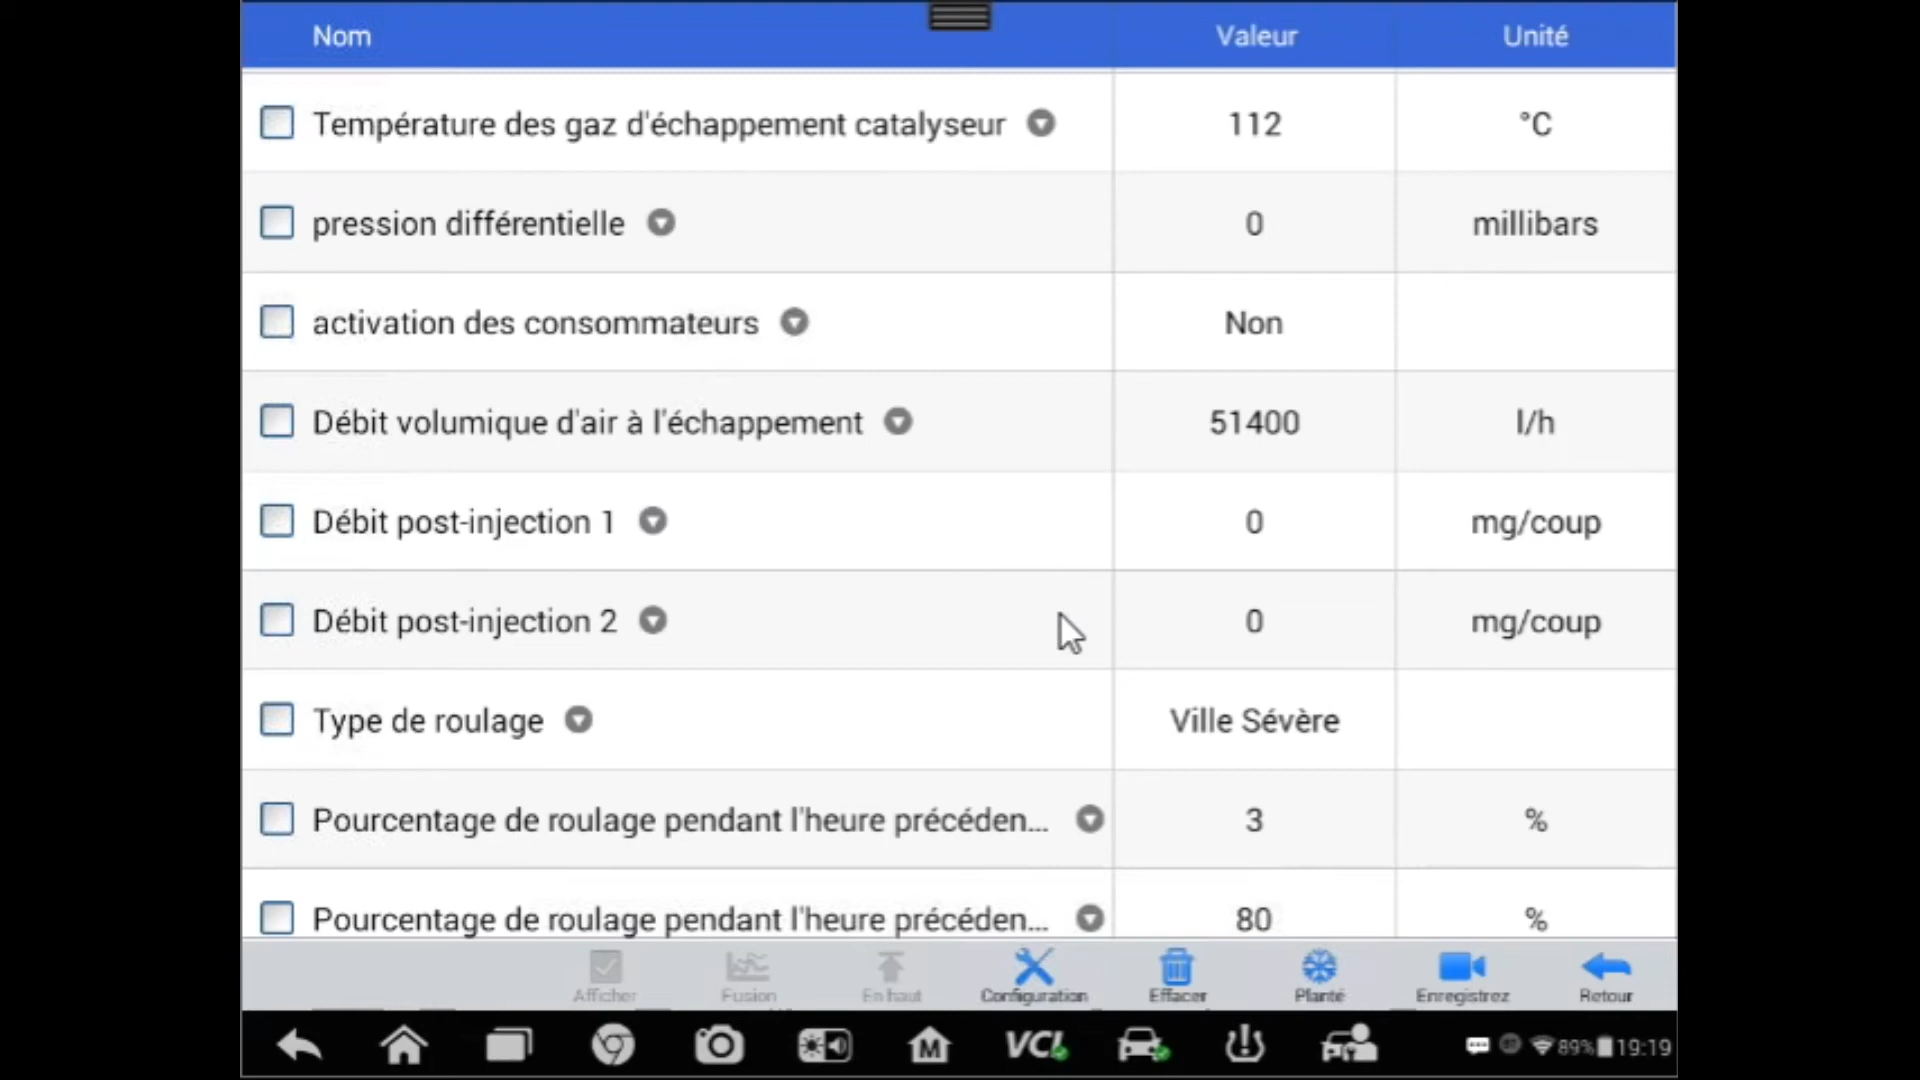 Nom Valeur Unité
Température des gaz d'échappement catalyseur 112 °C
pression différentielle 0 millibars
activation des consommateurs Non
Débit volumique d'air à l'échappement 51400 l/h
Débit post-injection 1 0 mg/coup
Débit post-injection 2 0 mg/coup
Type de roulage Ville Sévère
Pourcentage de roulage pendant l'heure précéden... 3 %
Pourcentage de roulage pendant l'heure précéden... 80 %
Afficher Fusion En haut Configuration Effacer Planté Enregistrez Retour
M VCI 89% 19:19